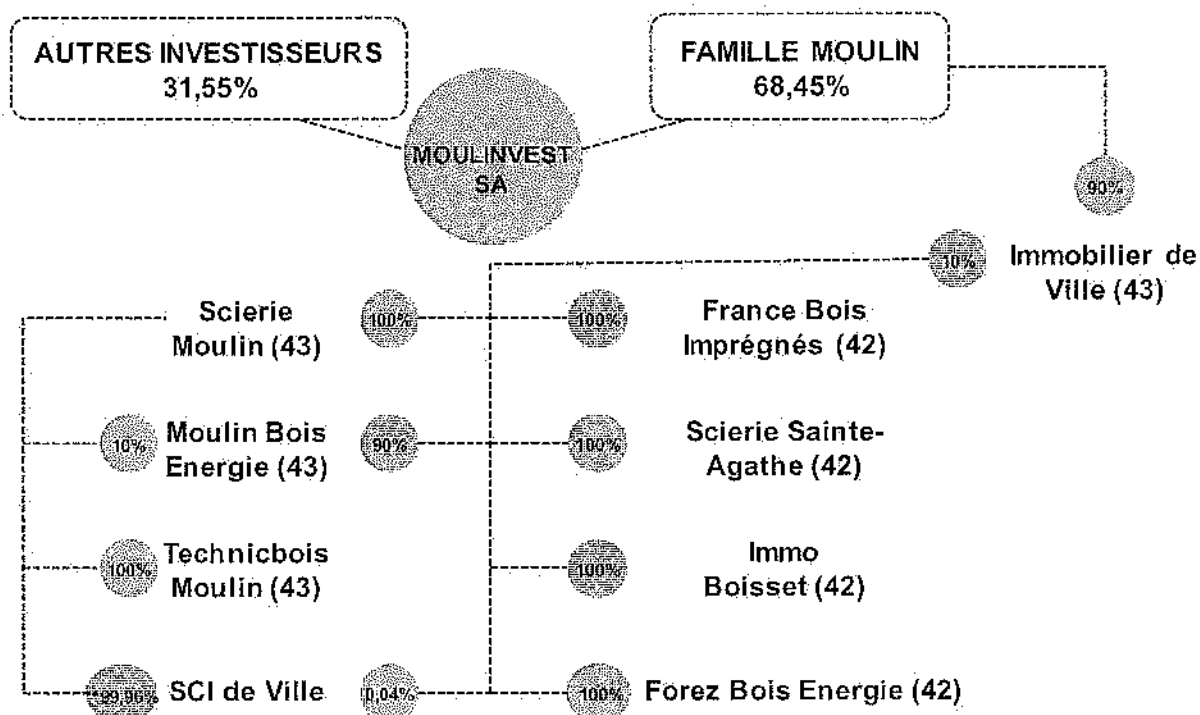 AUTRES INVESTISSEURS
31,55%
FAMILLE MOULIN
68,45%
MOULINVEST
SA
90%
10%
Immobilier de
Ville (43)
Scierie
Moulin (43)
100%
100%
France Bois
Imprégnés (42)
10%
Moulin Bois
Energie (43)
90%
100%
Scierie Sainte-
Agathe (42)
100%
Technicbois
Moulin (43)
100%
Immo
Boisset (42)
99,96%
SCI de Ville
0,04%
100%
Forez Bois Energie (42)